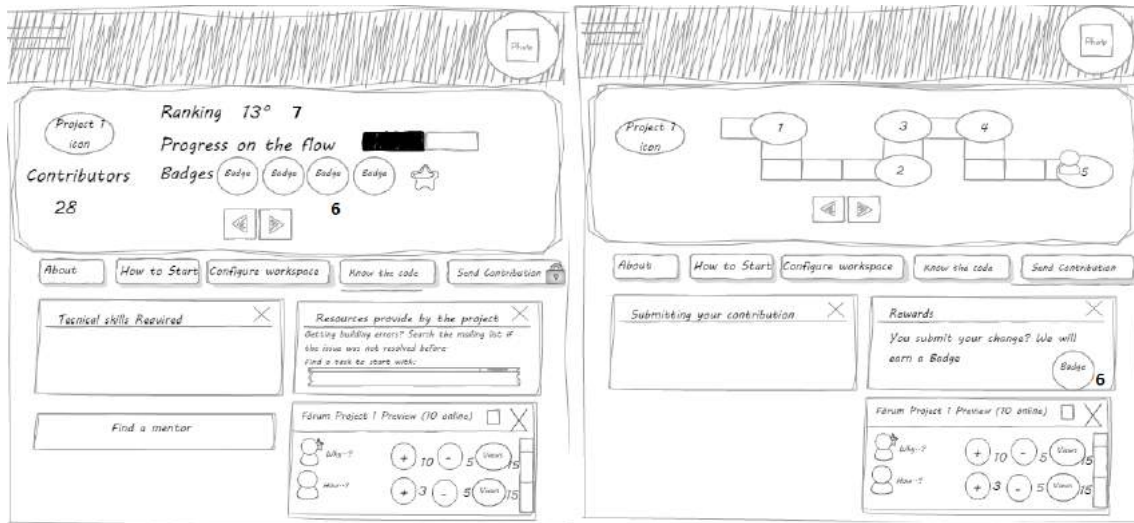 Photo
Ranking 13° 7
Project 1
icon
Progress on the flow
Contributors
28
Badges Badge Badge Badge Badge
6
About
How to Start
Configure workspace
Know the code
Send Contribution
Tecnical skills Required
Resources provide by the project
Getting building errors? Search the mailing list if
the issue was not resolved before
Find a task to start with:
Find a mentor
Fórum Project 1 Preview (10 online)
Why..?
+ 10 - 5 Views 15
How..?
+ 3 - 5 Views 15
Photo
Project 1
icon
1
3
4
2
5
About
How to Start
Configure workspace
Know the code
Send Contribution
Submitting your contribution
Rewards
You submit your change? We will
earn a Badge
Badge
6
Fórum Project 1 Preview (10 online)
Why..?
+ 10 - 5 Views 15
How..?
+ 3 - 5 Views 15